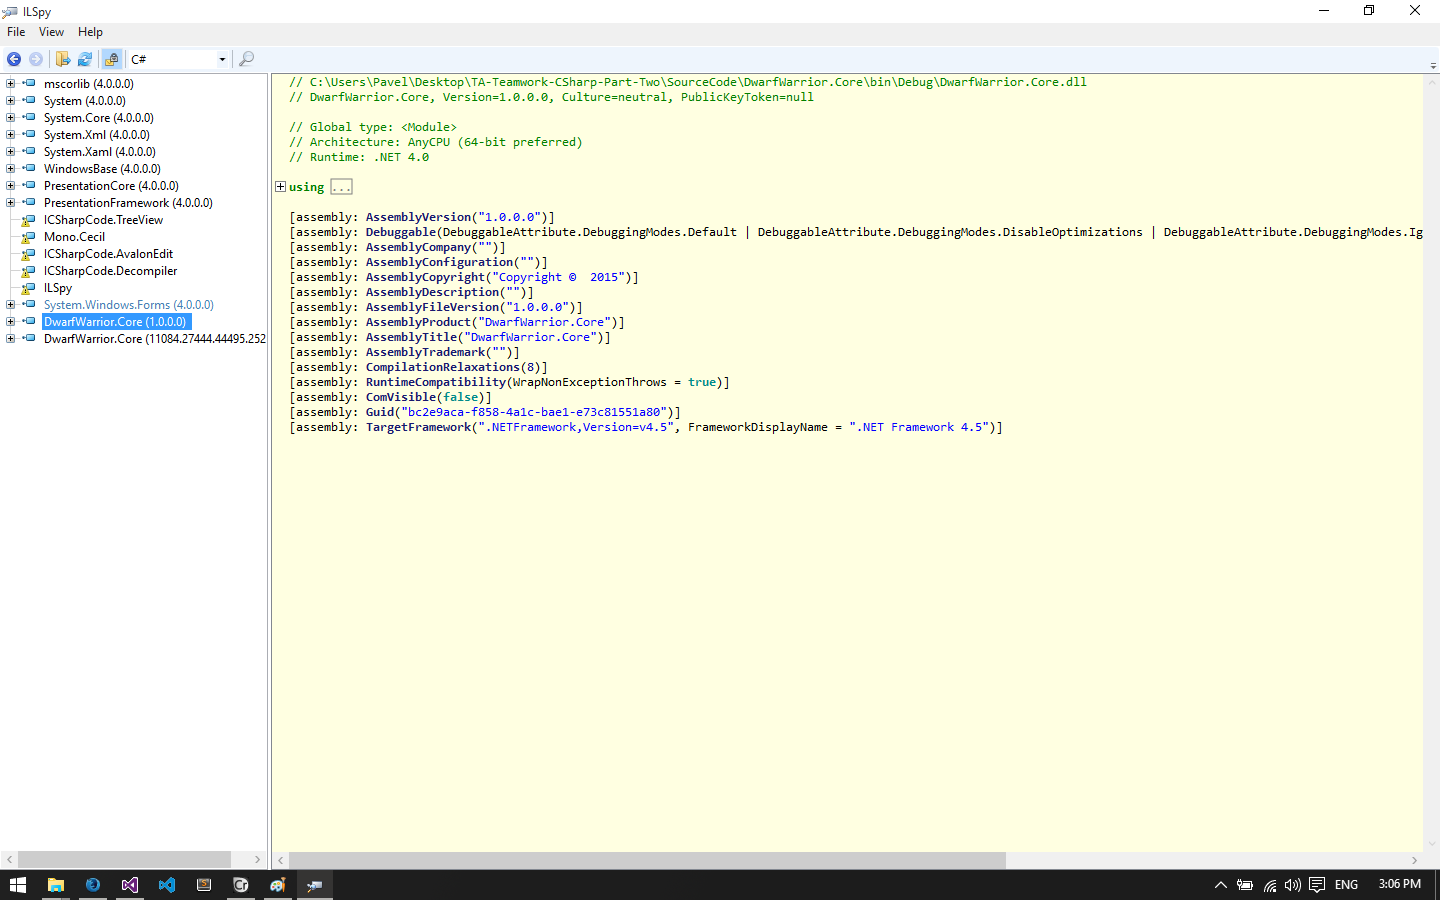 ILSpy
File View Help
C#
mscorlib (4.0.0.0)
System (4.0.0.0)
System.Core (4.0.0.0)
System.Xml (4.0.0.0)
System.Xaml (4.0.0.0)
WindowsBase (4.0.0.0)
PresentationCore (4.0.0.0)
PresentationFramework (4.0.0.0)
ICSharpCode.TreeView
Mono.Cecil
ICSharpCode.AvalonEdit
ICSharpCode.Decompiler
ILSpy
System.Windows.Forms (4.0.0.0)
DwarfWarrior.Core (1.0.0.0)
DwarfWarrior.Core (11084.27444.44495.252
// C:\Users\Pavel\Desktop\TA-Teamwork-CSharp-Part-Two\SourceCode\DwarfWarrior.Core\bin\Debug\DwarfWarrior.Core.dll
// DwarfWarrior.Core, Version=1.0.0.0, Culture=neutral, PublicKeyToken=null
// Global type: <Module>
// Architecture: AnyCPU (64-bit preferred)
// Runtime: .NET 4.0
using ...
[assembly: AssemblyVersion("1.0.0.0")]
[assembly: Debuggable(DebuggableAttribute.DebuggingModes.Default | DebuggableAttribute.DebuggingModes.DisableOptimizations | DebuggableAttribute.DebuggingModes.Ig
[assembly: AssemblyCompany("")]
[assembly: AssemblyConfiguration("")]
[assembly: AssemblyCopyright("Copyright ©  2015")]
[assembly: AssemblyDescription("")]
[assembly: AssemblyFileVersion("1.0.0.0")]
[assembly: AssemblyProduct("DwarfWarrior.Core")]
[assembly: AssemblyTitle("DwarfWarrior.Core")]
[assembly: AssemblyTrademark("")]
[assembly: CompilationRelaxations(8)]
[assembly: RuntimeCompatibility(WrapNonExceptionThrows = true)]
[assembly: ComVisible(false)]
[assembly: Guid("bc2e9aca-f858-4a1c-bae1-e73c81551a80")]
[assembly: TargetFramework(".NETFramework,Version=v4.5", FrameworkDisplayName = ".NET Framework 4.5")]
ENG 3:06 PM